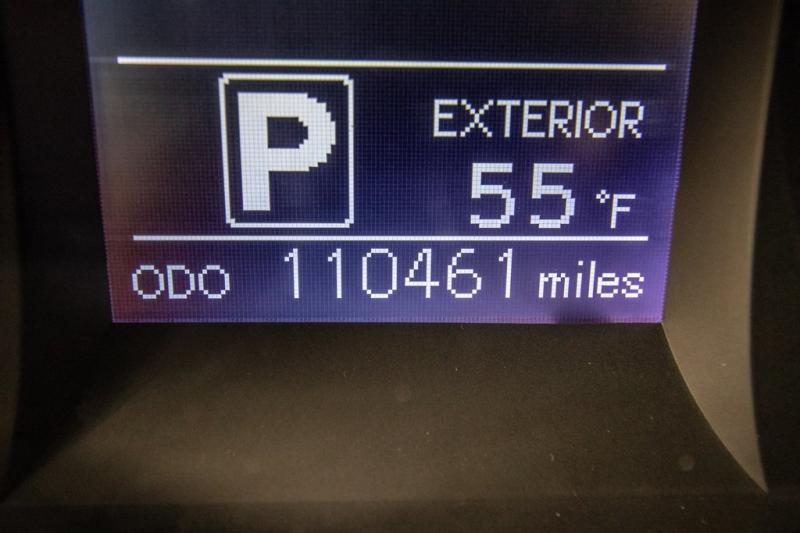 P
EXTERIOR
55 °F
ODO 110461 miles